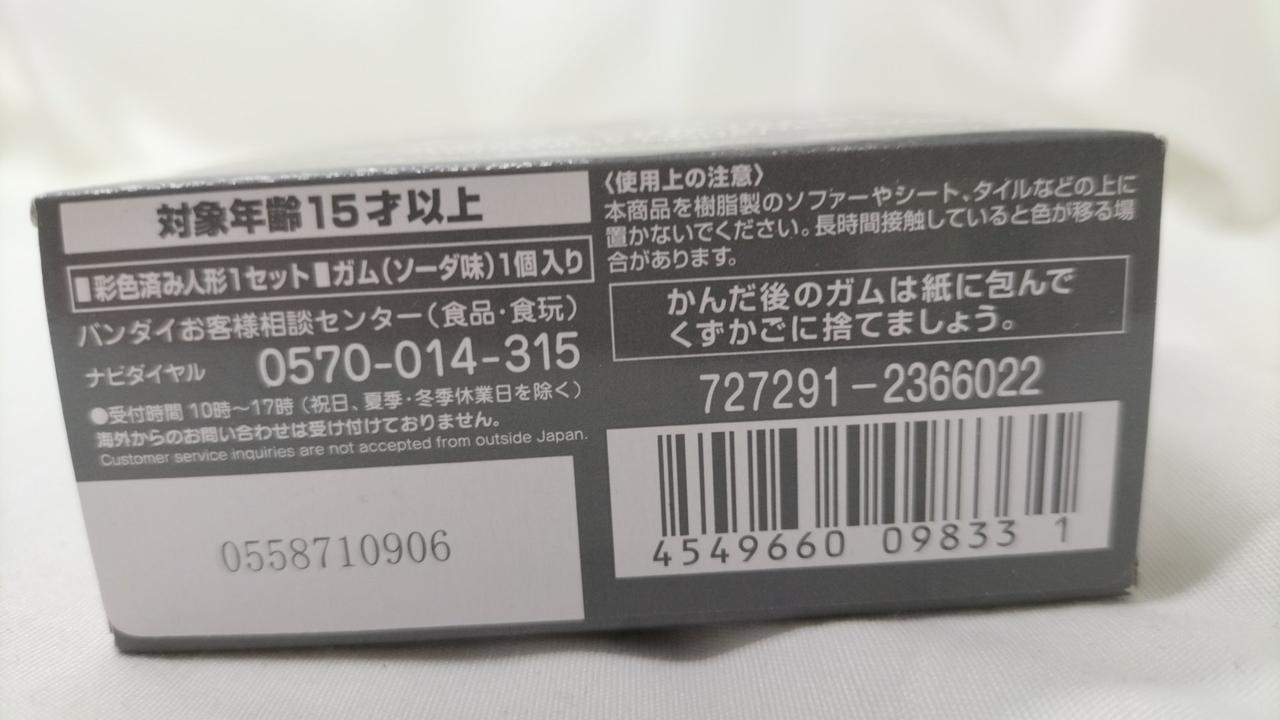 対象年齢15才以上
■彩色済み人形1セット■ガム(ソーダ味)1個入り
バンダイお客様相談センター(食品・食玩)
ナビダイヤル 0570-014-315
●受付時間 10時〜17時(祝日、夏季・冬季休業日を除く)
海外からのお問い合わせは受け付けておりません。
Customer service inquiries are not accepted from outside Japan.
0558710906
〈使用上の注意〉
本商品を樹脂製のソファーやシート、タイルなどの上に
置かないでください。長時間接触していると色が移る場
合があります。
かんだ後のガムは紙に包んで
くずかごに捨てましょう。
727291-2366022
4549660 09833 1